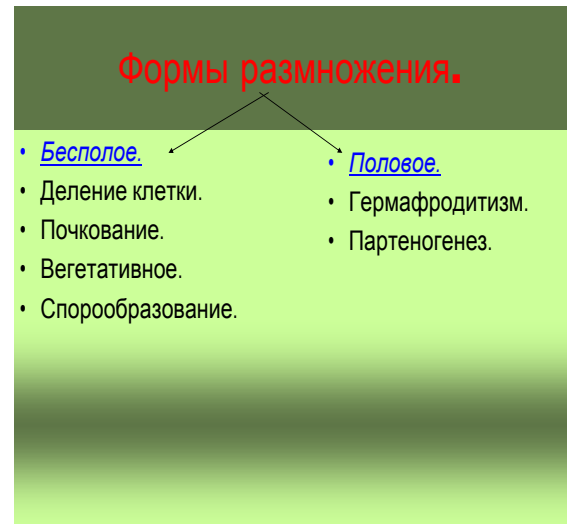 Формы размножения.
• Бесполое.
• Деление клетки.
• Почкование.
• Вегетативное.
• Спорообразование.
• Половое.
• Гермафродитизм.
• Партеногенез.